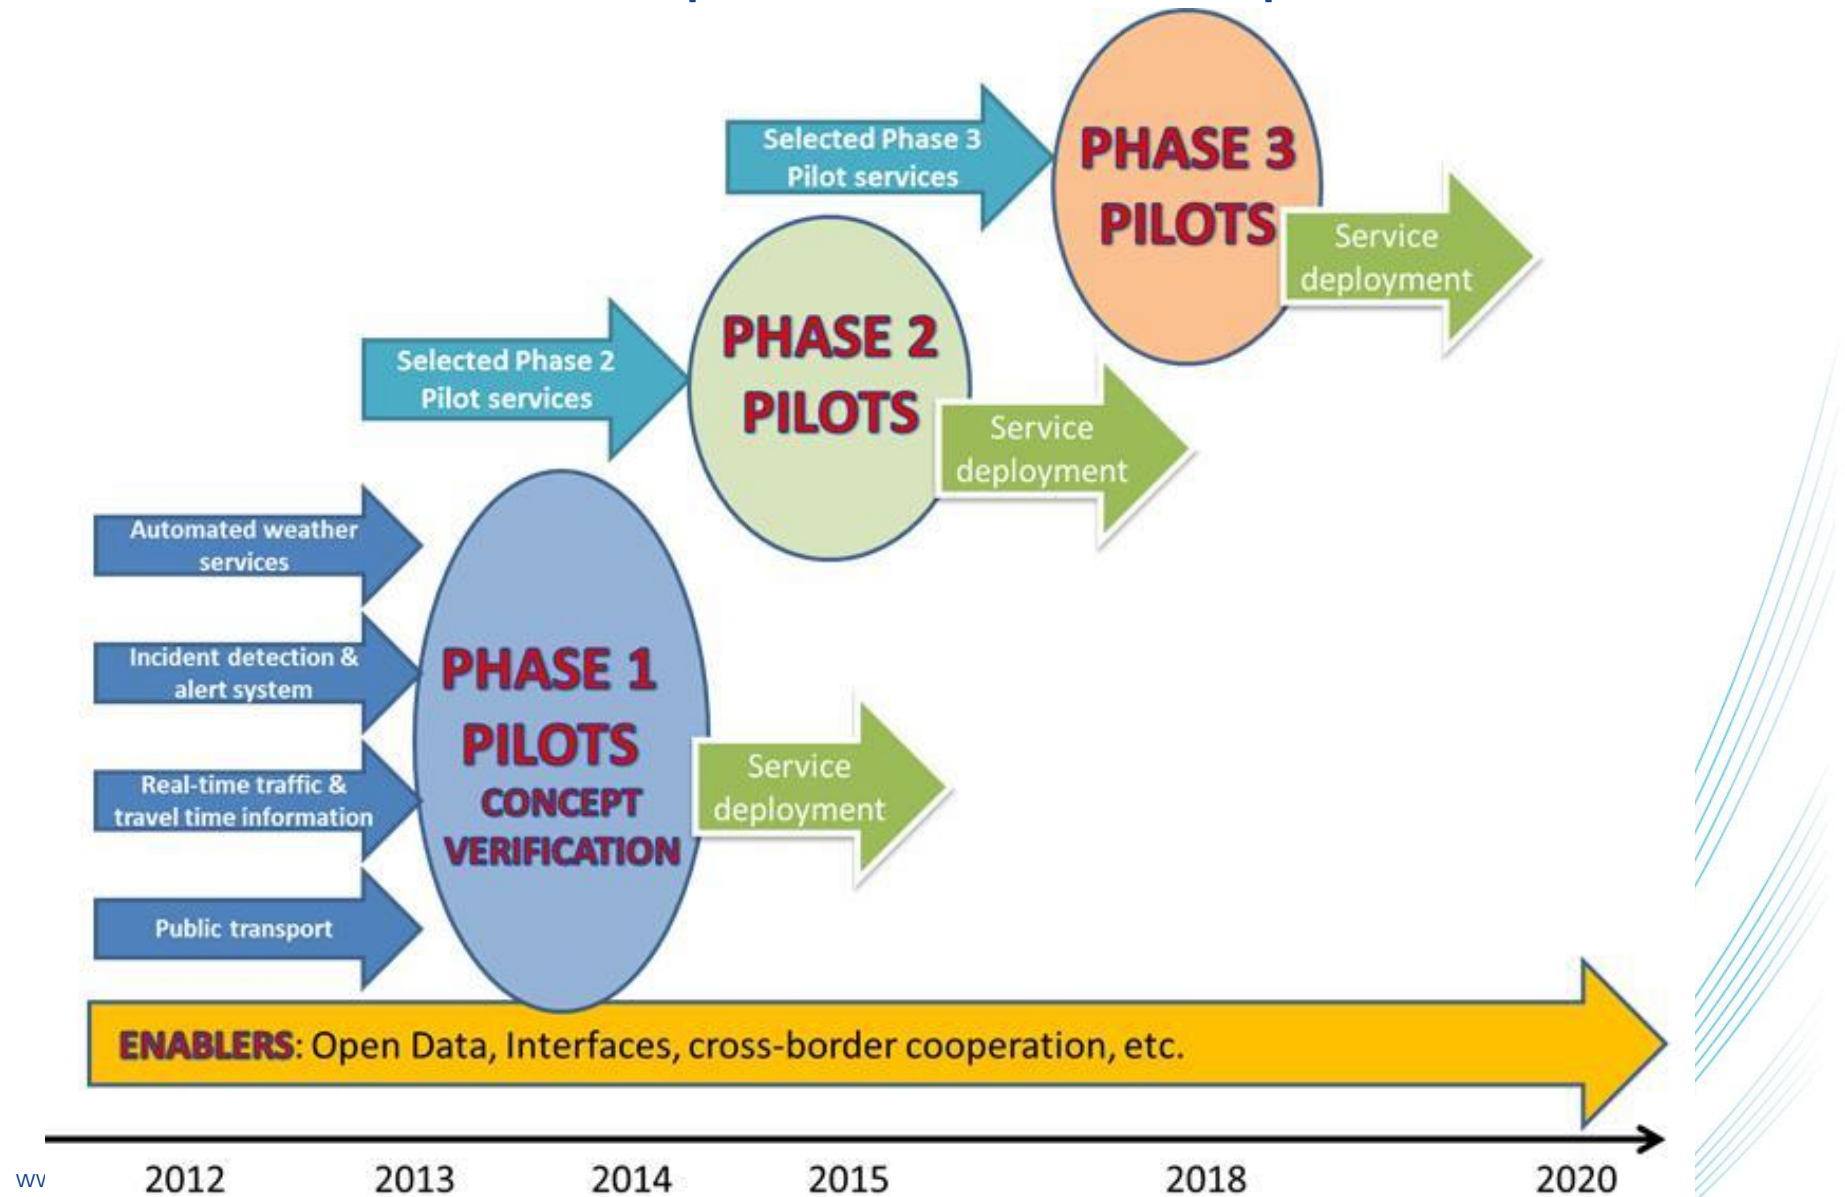 Selected Phase 3
Pilot services
PHASE 3
PILOTS
Service
deployment
Selected Phase 2
Pilot services
PHASE 2
PILOTS
Service
deployment
Automated weather
services
Incident detection &
alert system
Real-time traffic &
travel time information
Public transport
PHASE 1
PILOTS
CONCEPT
VERIFICATION
Service
deployment
ENABLERS: Open Data, Interfaces, cross-border cooperation, etc.
2012 2013 2014 2015 2018 2020